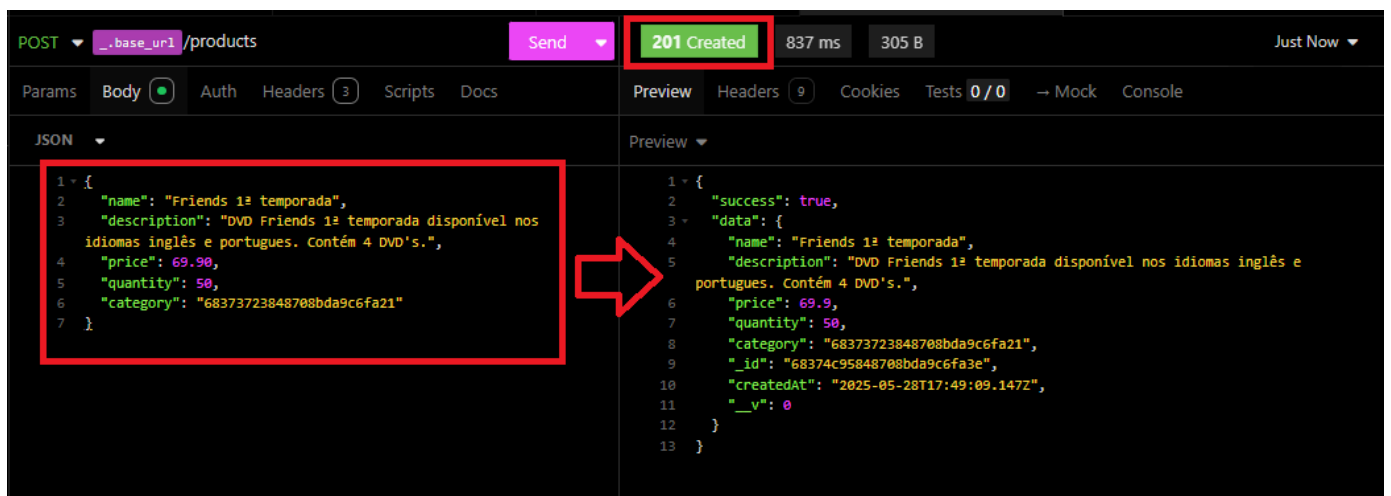 POST _.base_url /products Send 201 Created 837 ms 305 B Just Now
Params Body Auth Headers 3 Scripts Docs
Preview Headers 9 Cookies Tests 0 / 0 → Mock Console
JSON
Preview
1 {
2 "name": "Friends 1ª temporada",
3 "description": "DVD Friends 1ª temporada disponível nos
idiomas inglês e portugues. Contém 4 DVD's.",
4 "price": 69.90,
5 "quantity": 50,
6 "category": "68373723848708bda9c6fa21"
7 }
1 {
2 "success": true,
3 "data": {
4 "name": "Friends 1ª temporada",
5 "description": "DVD Friends 1ª temporada disponível nos idiomas inglês e
portugues. Contém 4 DVD's.",
6 "price": 69.9,
7 "quantity": 50,
8 "category": "68373723848708bda9c6fa21",
9 "_id": "68374c95848708bda9c6fa3e",
10 "createdAt": "2025-05-28T17:49:09.147Z",
11 "__v": 0
12 }
13 }